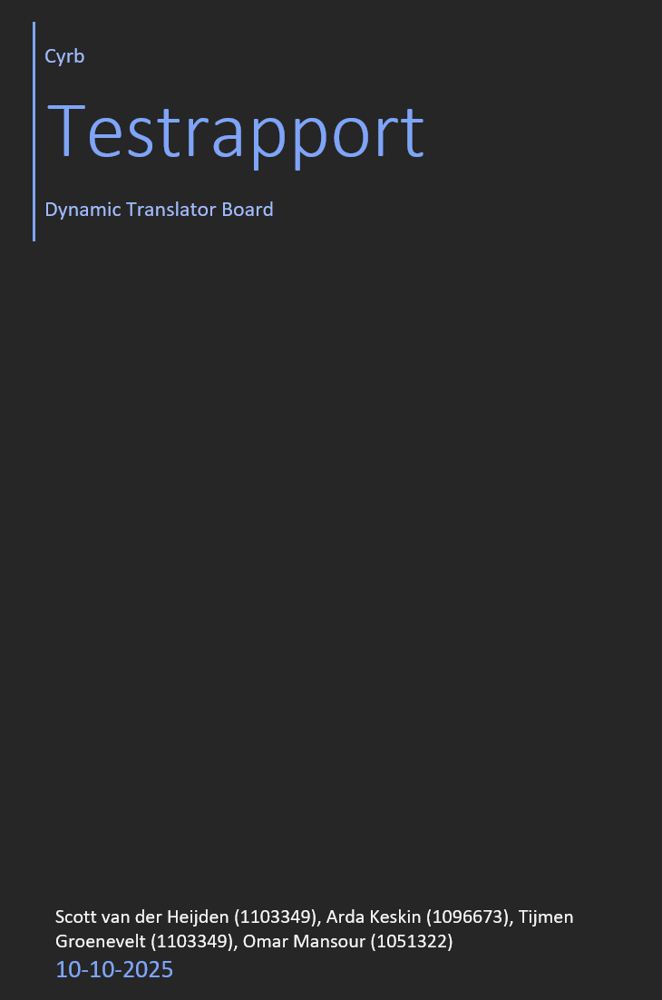 Cyrb
Testrapport
Dynamic Translator Board
Scott van der Heijden (1103349), Arda Keskin (1096673), Tijmen
Groenevelt (1103349), Omar Mansour (1051322)
10-10-2025